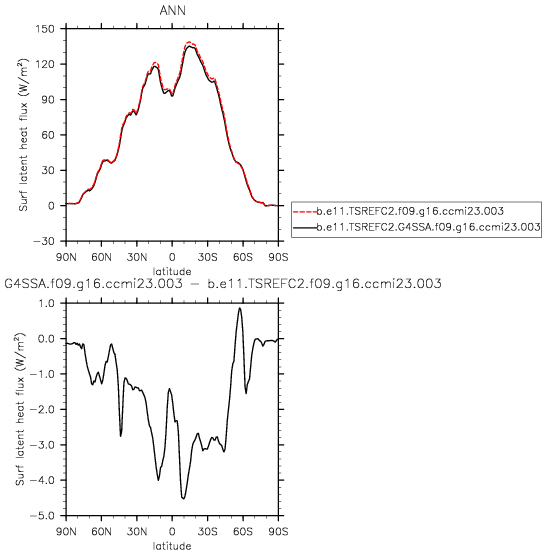 ANN
Surf latent heat flux (W/m²)
150
120
90
60
30
0
−30
90N 60N 30N 0 30S 60S 90S
latitude
b.e11.TSREFC2.f09.g16.ccmi23.003
b.e11.TSREFC2.G4SSA.f09.g16.ccmi23.003
G4SSA.f09.g16.ccmi23.003 − b.e11.TSREFC2.f09.g16.ccmi23.003
Surf latent heat flux (W/m²)
1.0
0.0
−1.0
−2.0
−3.0
−4.0
−5.0
90N 60N 30N 0 30S 60S 90S
latitude